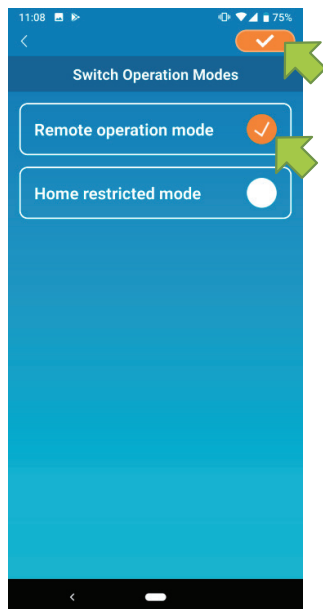 11:08 75%
Switch Operation Modes
Remote operation mode
Home restricted mode